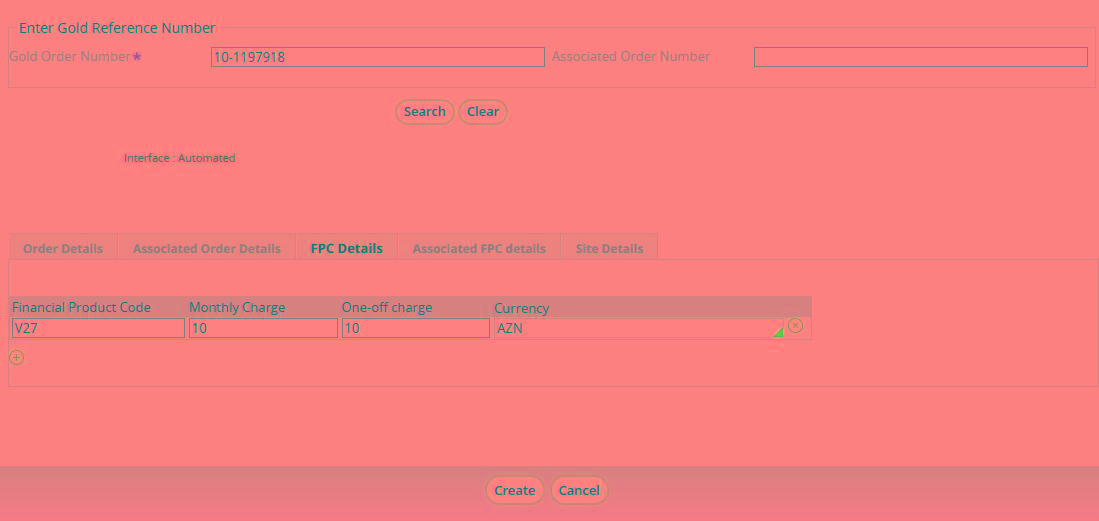 Enter Gold Reference Number
Gold Order Number* 10-1197918 Associated Order Number
Search Clear
Interface : Automated
Order Details Associated Order Details FPC Details Associated FPC details Site Details
Financial Product Code Monthly Charge One-off charge Currency
V27 10 10 AZN
Create Cancel